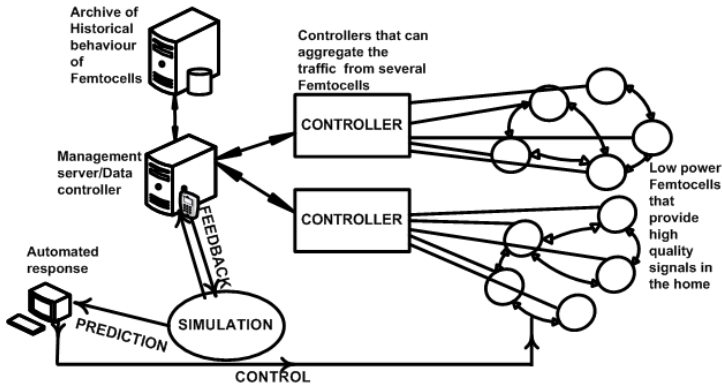 Archive of
Historical
behaviour
of
Femtocells
Controllers that can
aggregate the
traffic from several
Femtocells
CONTROLLER
Management
server/Data
controller
CONTROLLER
Low power
Femtocells
that
provide
high
quality
signals in
the home
FEEDBACK
Automated
response
SIMULATION
PREDICTION
CONTROL